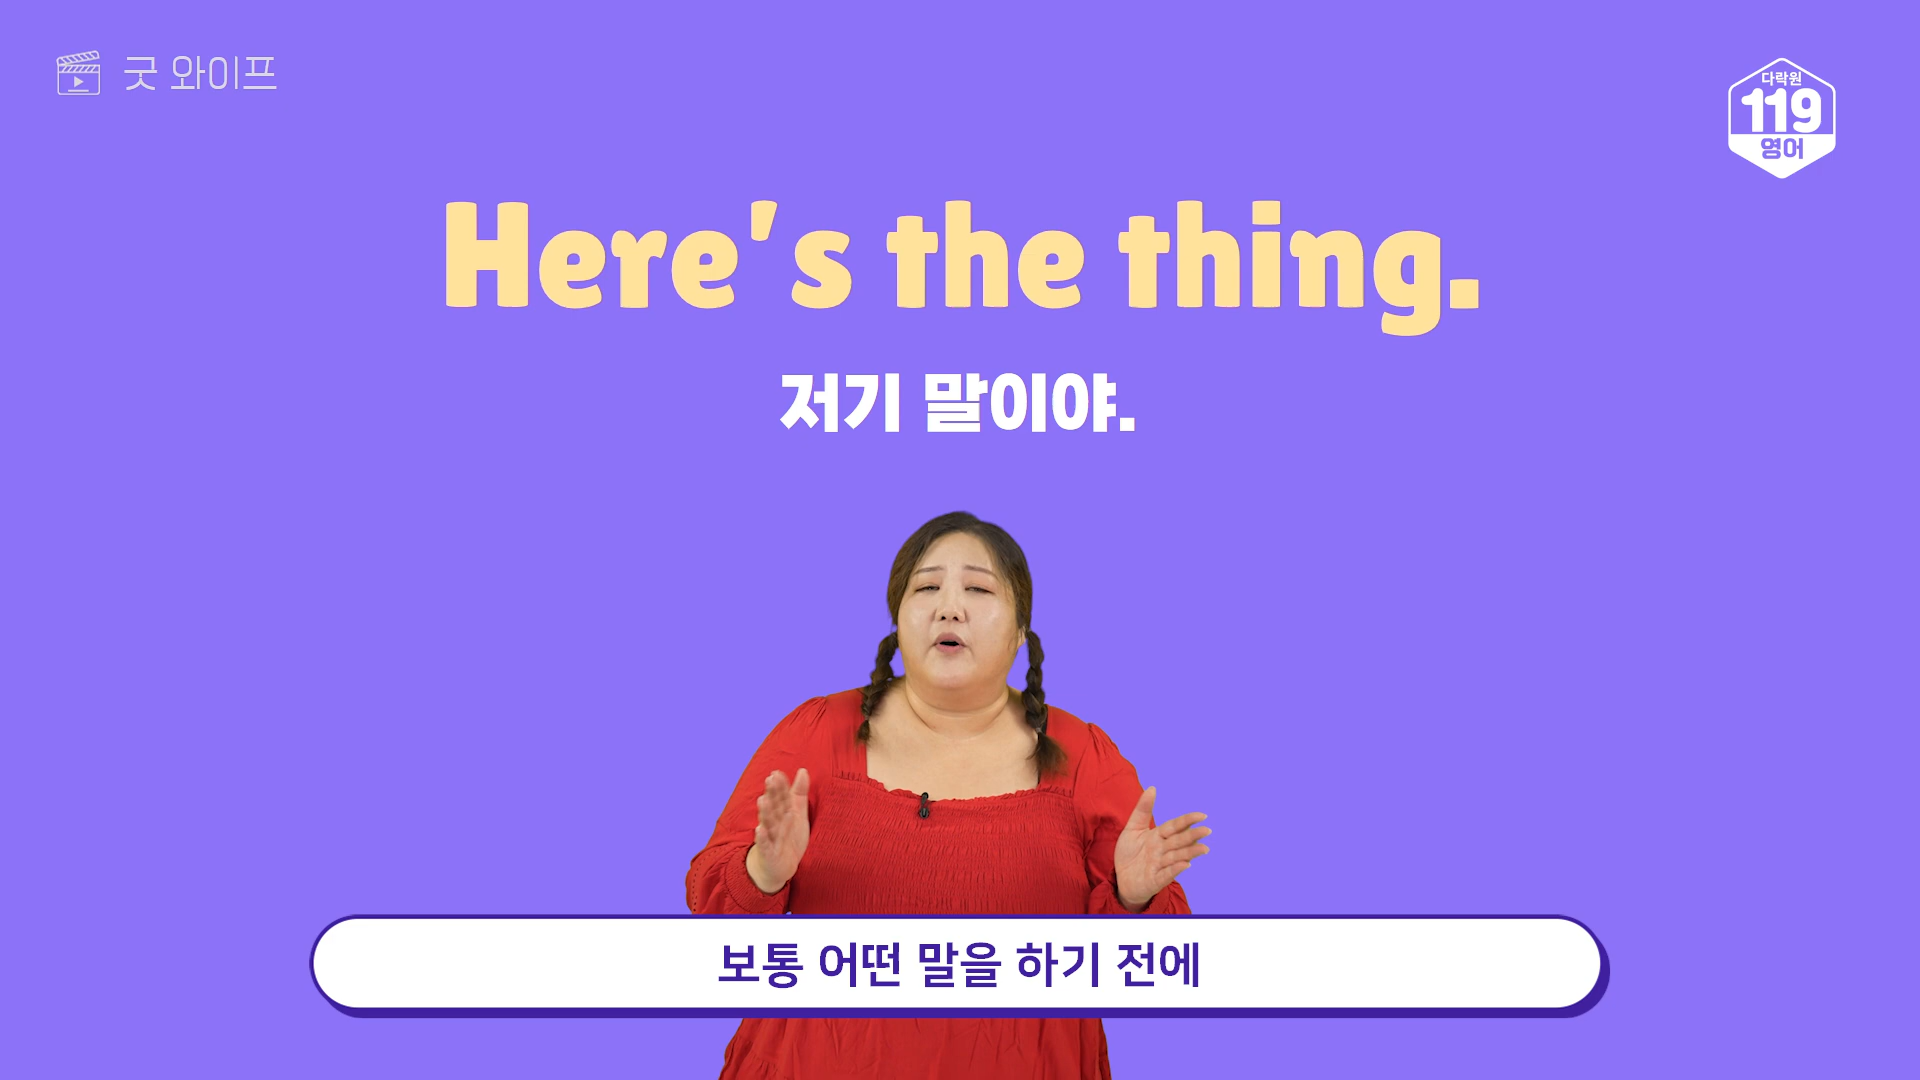 굿 와이프
다락원
119
영어
Here's the thing.
저기 말이야.
보통 어떤 말을 하기 전에